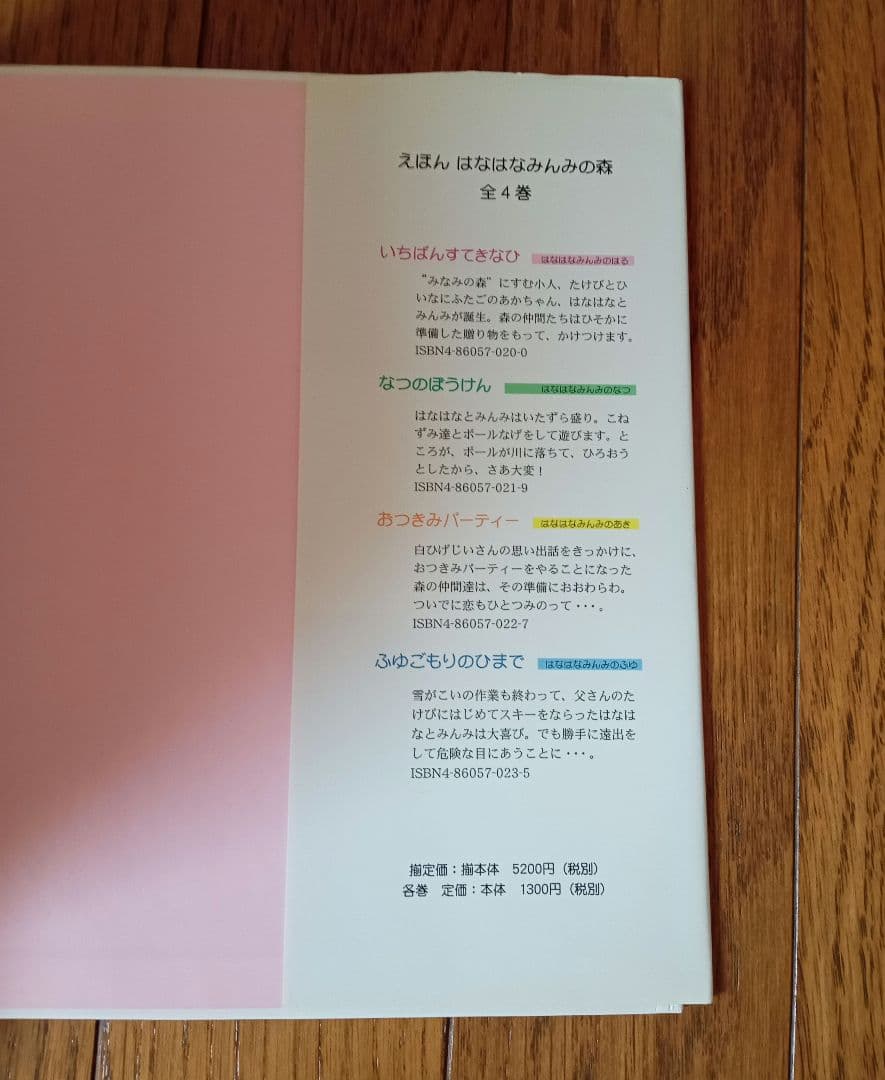 えほん はなはなみんみの森
全4巻
いちばんすてきなひ はなはなみんみのはる
“みなみの森”にすむ小人、たけびとひ
いなにふたごのあかちゃん、はなはなと
みんみが誕生。森の仲間たちはひそかに
準備した贈り物をもって、かけつけます。
ISBN4-86057-020-0
なつのぼうけん はなはなみんみのなつ
はなはなとみんみはいたずら盛り。こね
ずみ達とボールなげをして遊びます。と
ころが、ボールが川に落ちて、ひろおう
としたから、さあ大変！
ISBN4-86057-021-9
おつきみパーティー はなはなみんみのあき
白ひげじいさんの思い出話をきっかけに、
おつきみパーティーをやることになった
森の仲間達は、その準備におおわらわ。
ついでに恋もひとつみのって・・・。
ISBN4-86057-022-7
ふゆごもりのひまで はなはなみんみのふゆ
雪がこいの作業も終わって、父さんのた
けびにはじめてスキーをならったはなは
なとみんみは大喜び。でも勝手に遠出を
して危険な目にあうことに・・・。
ISBN4-86057-023-5
揃定価：揃本体 5200円（税別）
各巻 定価：本体 1300円（税別）